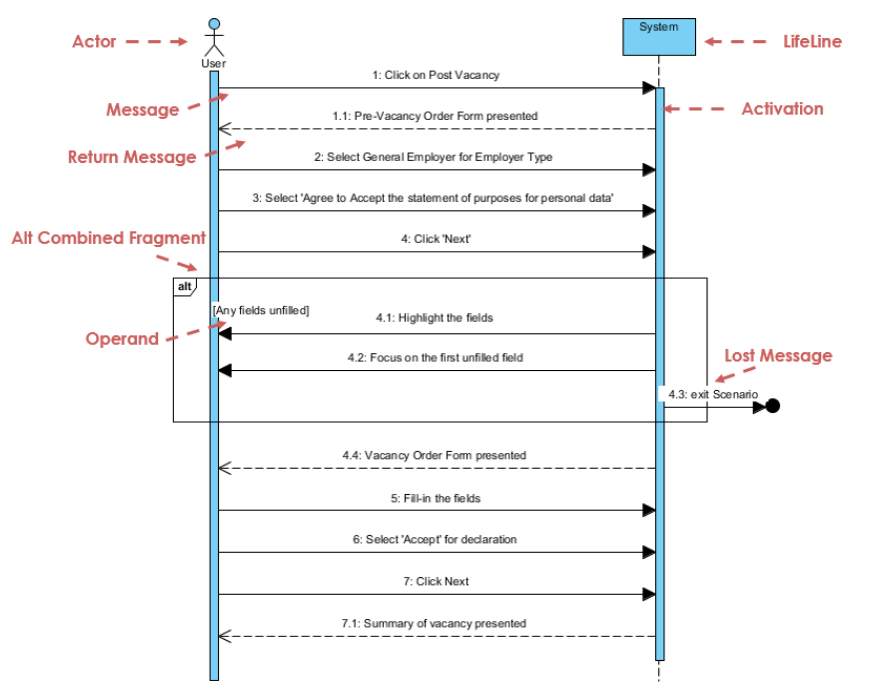 System
Actor
LifeLine
User
1: Click on Post Vacancy
Message
Activation
1.1: Pre-Vacancy Order Form presented
Return Message
2: Select General Employer for Employer Type
3: Select 'Agree to Accept the statement of purposes for personal data'
Alt Combined Fragment
4: Click 'Next'
alt
[Any fields unfilled]
4.1: Highlight the fields
Operand
4.2: Focus on the first unfilled field
Lost Message
4.3: exit Scenario
4.4: Vacancy Order Form presented
5: Fill-in the fields
6: Select 'Accept' for declaration
7: Click Next
7.1: Summary of vacancy presented